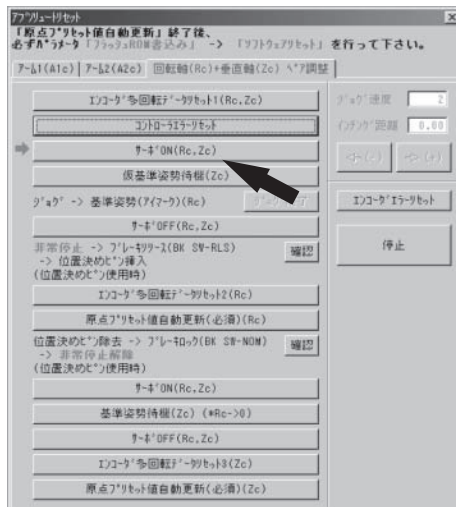 アブソリュートリセット
「原点プリセット値自動更新」終了後、
必ずパラメータ「フラッシュROM書込み」 -> 「ソフトウェアリセット」を行って下さい。
アーム1(A1c) アーム2(A2c) 回転軸(Rc)+垂直軸(Zc) ペア調整
エンコーダ多回転データリセット1(Rc,Zc)
コントローラエラーリセット
サーボON(Rc,Zc)
仮基準姿勢待機(Zc)
ジョグ -> 基準姿勢(アイマーク)(Rc)
サーボOFF(Rc,Zc)
非常停止 -> ブレーキリリース(BK SW-RLS)
-> 位置決めピン挿入
(位置決めピン使用時)
確認
エンコーダ多回転データリセット2(Rc)
原点プリセット値自動更新(必須)(Rc)
位置決めピン除去 -> ブレーキロック(BK SW-NOM)
-> 非常停止解除
(位置決めピン使用時)
確認
サーボON(Rc,Zc)
基準姿勢待機(Zc) (*Rc->0)
サーボOFF(Rc,Zc)
エンコーダ多回転データリセット3(Zc)
原点プリセット値自動更新(必須)(Zc)
ジョグ速度 2
インチング距離 0.00
<-(-) ->(+)
エンコーダエラーリセット
停止